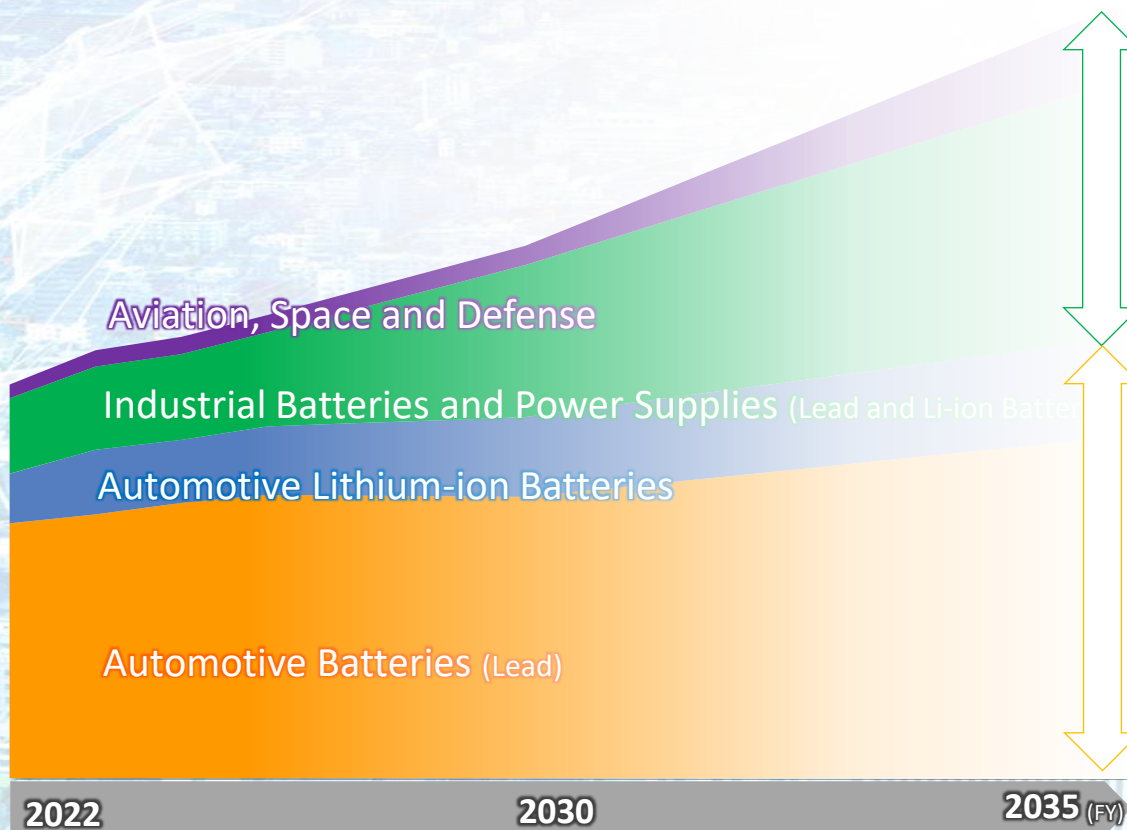 Aviation, Space and Defense
Industrial Batteries and Power Supplies (Lead and Li-ion Batter
Automotive Lithium-ion Batteries
Automotive Batteries (Lead)
2022 2030 2035 (FY)